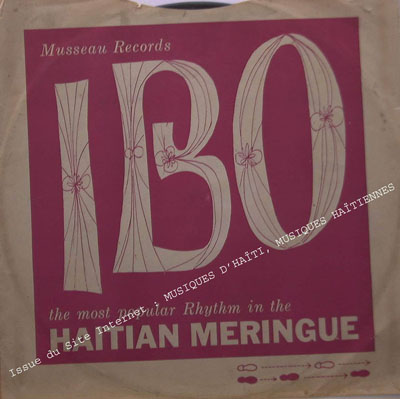 Musseau Records
IBO
the most popular Rhythm in the
HAITIAN MERINGUE
Issue du Site Internet : MUSIQUES D'HAÏTI, MUSIQUES HAÏTIENNES